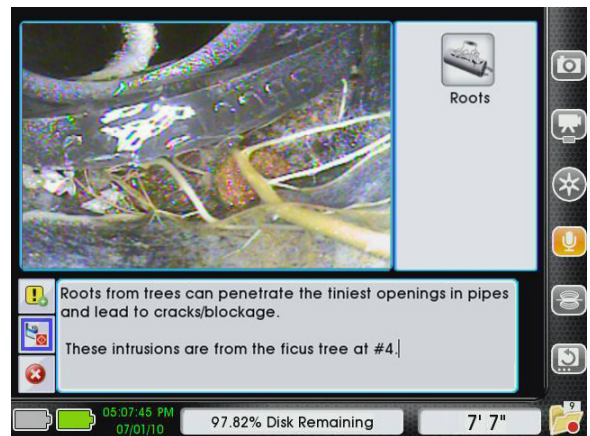 Roots
Roots from trees can penetrate the tiniest openings in pipes
and lead to cracks/blockage.
These intrusions are from the ficus tree at #4.
05:07:45 PM
07/01/10
97.82% Disk Remaining
7' 7"
9